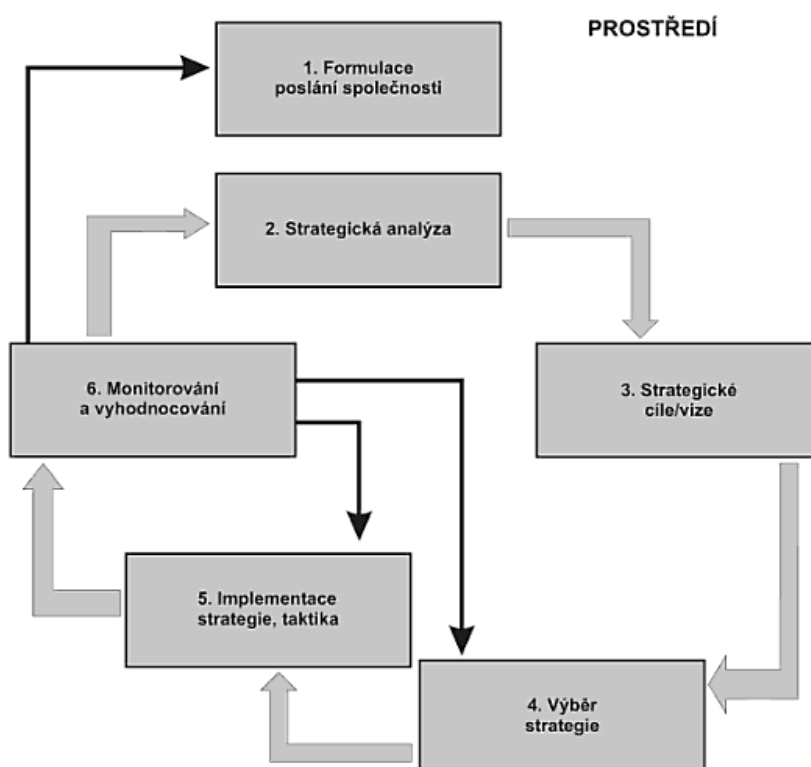 PROSTŘEDÍ
1. Formulace
poslání společnosti
2. Strategická analýza
3. Strategické
cíle/vize
4. Výběr
strategie
5. Implementace
strategie, taktika
6. Monitorování
a vyhodnocování